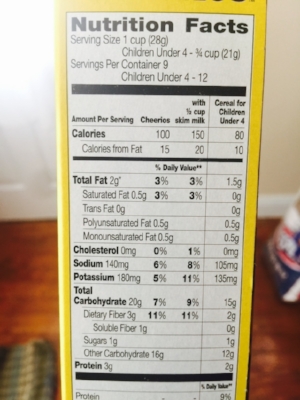 Nutrition Facts
Serving Size 1 cup (28g)
Children Under 4 - ¾ cup (21g)
Servings Per Container 9
Children Under 4 - 12
Amount Per Serving Cheerios with ½ cup skim milk Cereal for Children Under 4
Calories 100 150 80
Calories from Fat 15 20 10
% Daily Value**
Total Fat 2g* 3% 3% 1.5g
Saturated Fat 0.5g 3% 3% 0g
Trans Fat 0g 0g
Polyunsaturated Fat 0.5g 0.5g
Monounsaturated Fat 0.5g 0.5g
Cholesterol 0mg 0% 1% 0mg
Sodium 140mg 6% 8% 105mg
Potassium 180mg 5% 11% 135mg
Total
Carbohydrate 20g 7% 9% 15g
Dietary Fiber 3g 11% 11% 2g
Soluble Fiber 1g 0g
Sugars 1g 1g
Other Carbohydrate 16g 12g
Protein 3g 2g
% Daily Value**
Protein 9%